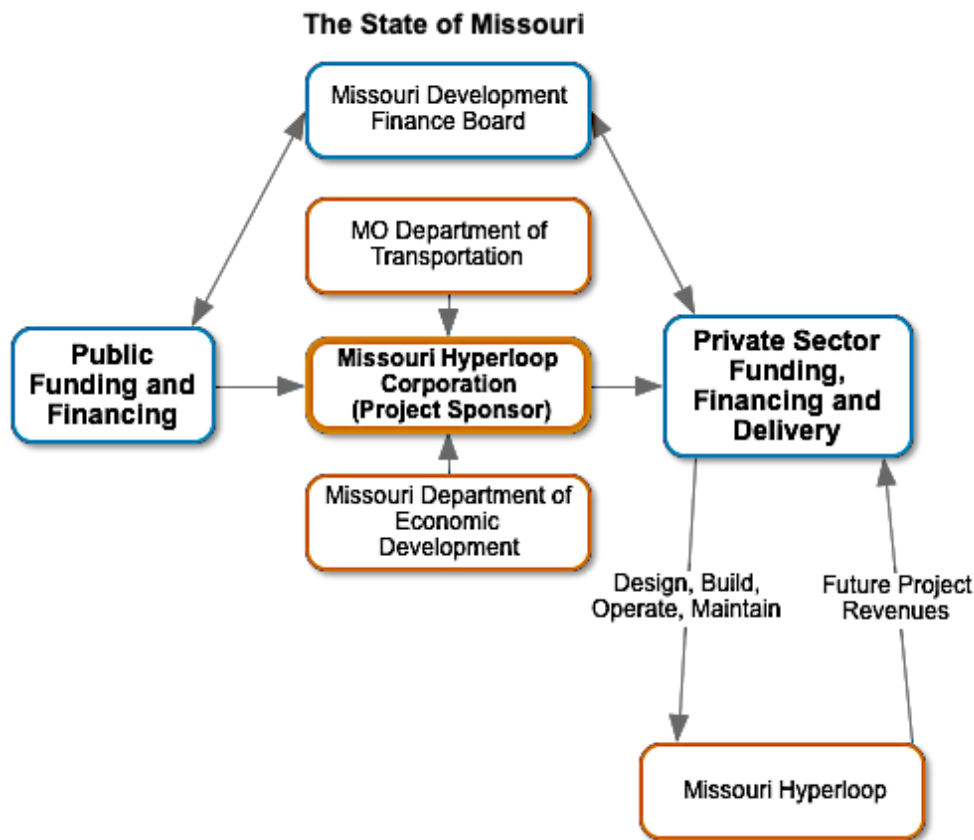 The State of Missouri
Missouri Development
Finance Board
MO Department of
Transportation
Public
Funding and
Financing
Missouri Hyperloop
Corporation
(Project Sponsor)
Private Sector
Funding,
Financing and
Delivery
Missouri Department of
Economic
Development
Design, Build,
Operate, Maintain
Future Project
Revenues
Missouri Hyperloop